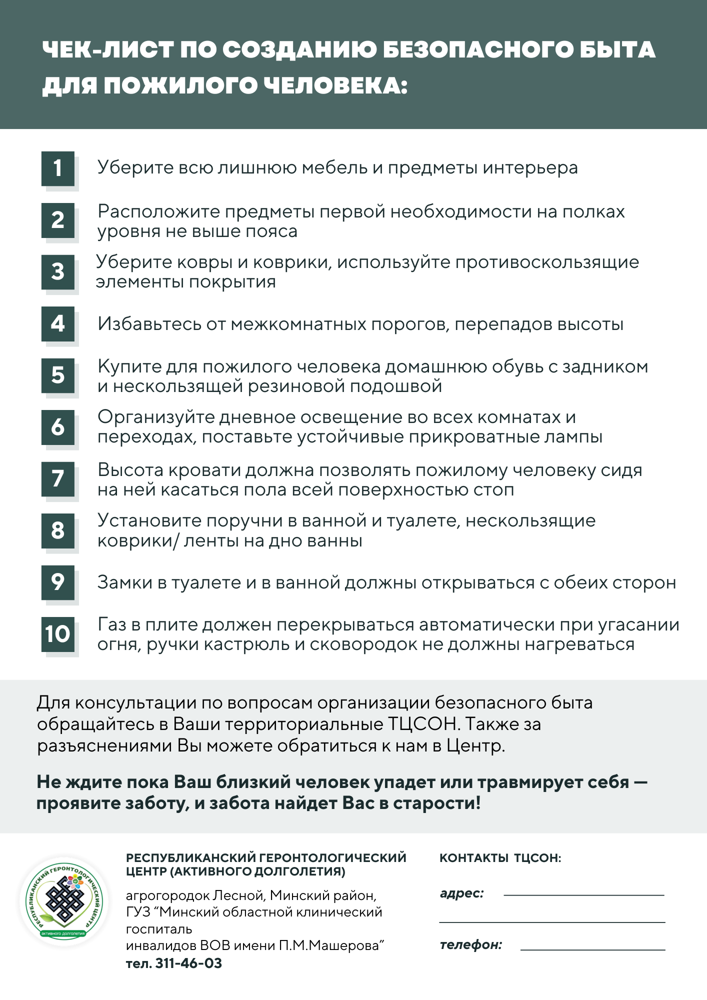 ЧЕК-ЛИСТ ПО СОЗДАНИЮ БЕЗОПАСНОГО БЫТА
ДЛЯ ПОЖИЛОГО ЧЕЛОВЕКА:
1
Уберите всю лишнюю мебель и предметы интерьера
2
Расположите предметы первой необходимости на полках
уровня не выше пояса
3
Уберите ковры и коврики, используйте противоскользящие
элементы покрытия
4
Избавьтесь от межкомнатных порогов, перепадов высоты
5
Купите для пожилого человека домашнюю обувь с задником
и нескользящей резиновой подошвой
6
Организуйте дневное освещение во всех комнатах и
переходах, поставьте устойчивые прикроватные лампы
7
Высота кровати должна позволять пожилому человеку сидя
на ней касаться пола всей поверхностью стоп
8
Установите поручни в ванной и туалете, нескользящие
коврики/ ленты на дно ванны
9
Замки в туалете и в ванной должны открываться с обеих сторон
10
Газ в плите должен перекрываться автоматически при угасании
огня, ручки кастрюль и сковородок не должны нагреваться
Для консультации по вопросам организации безопасного быта
обращайтесь в Ваши территориальные ТЦСОН. Также за
разъяснениями Вы можете обратиться к нам в Центр.
Не ждите пока Ваш близкий человек упадет или травмирует себя —
проявите заботу, и забота найдет Вас в старости!
РЕСПУБЛИКАНСКИЙ ГЕРОНТОЛОГИЧЕСКИЙ ЦЕНТР
активного долголетия
РЕСПУБЛИКАНСКИЙ ГЕРОНТОЛОГИЧЕСКИЙ
ЦЕНТР (АКТИВНОГО ДОЛГОЛЕТИЯ)
агрогородок Лесной, Минский район,
ГУЗ “Минский областной клинический
госпиталь
инвалидов ВОВ имени П.М.Машерова”
тел. 311-46-03
КОНТАКТЫ ТЦСОН:
адрес:
телефон: